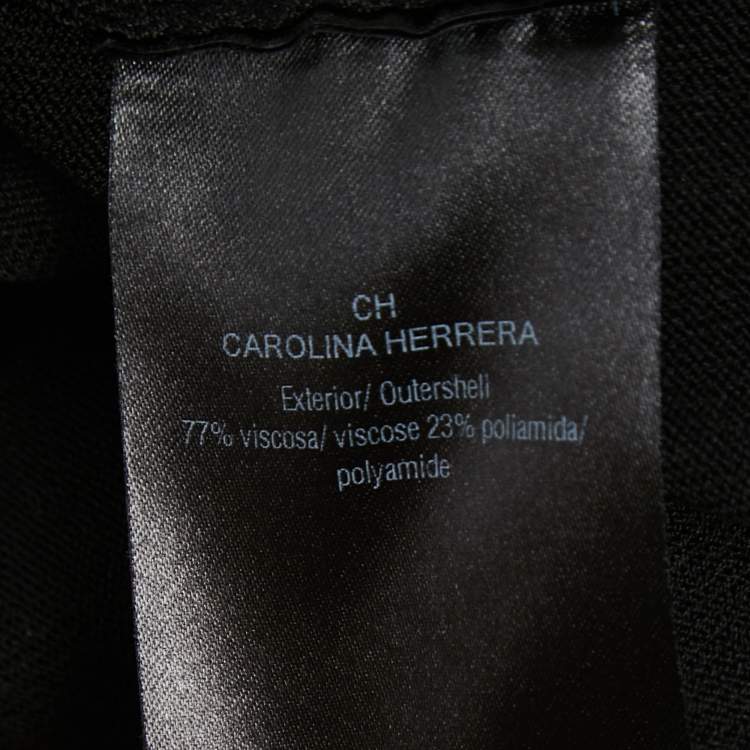 CH
CAROLINA HERRERA
Exterior/ Outershell
77% viscosa/ viscose 23% poliamida/
polyamide